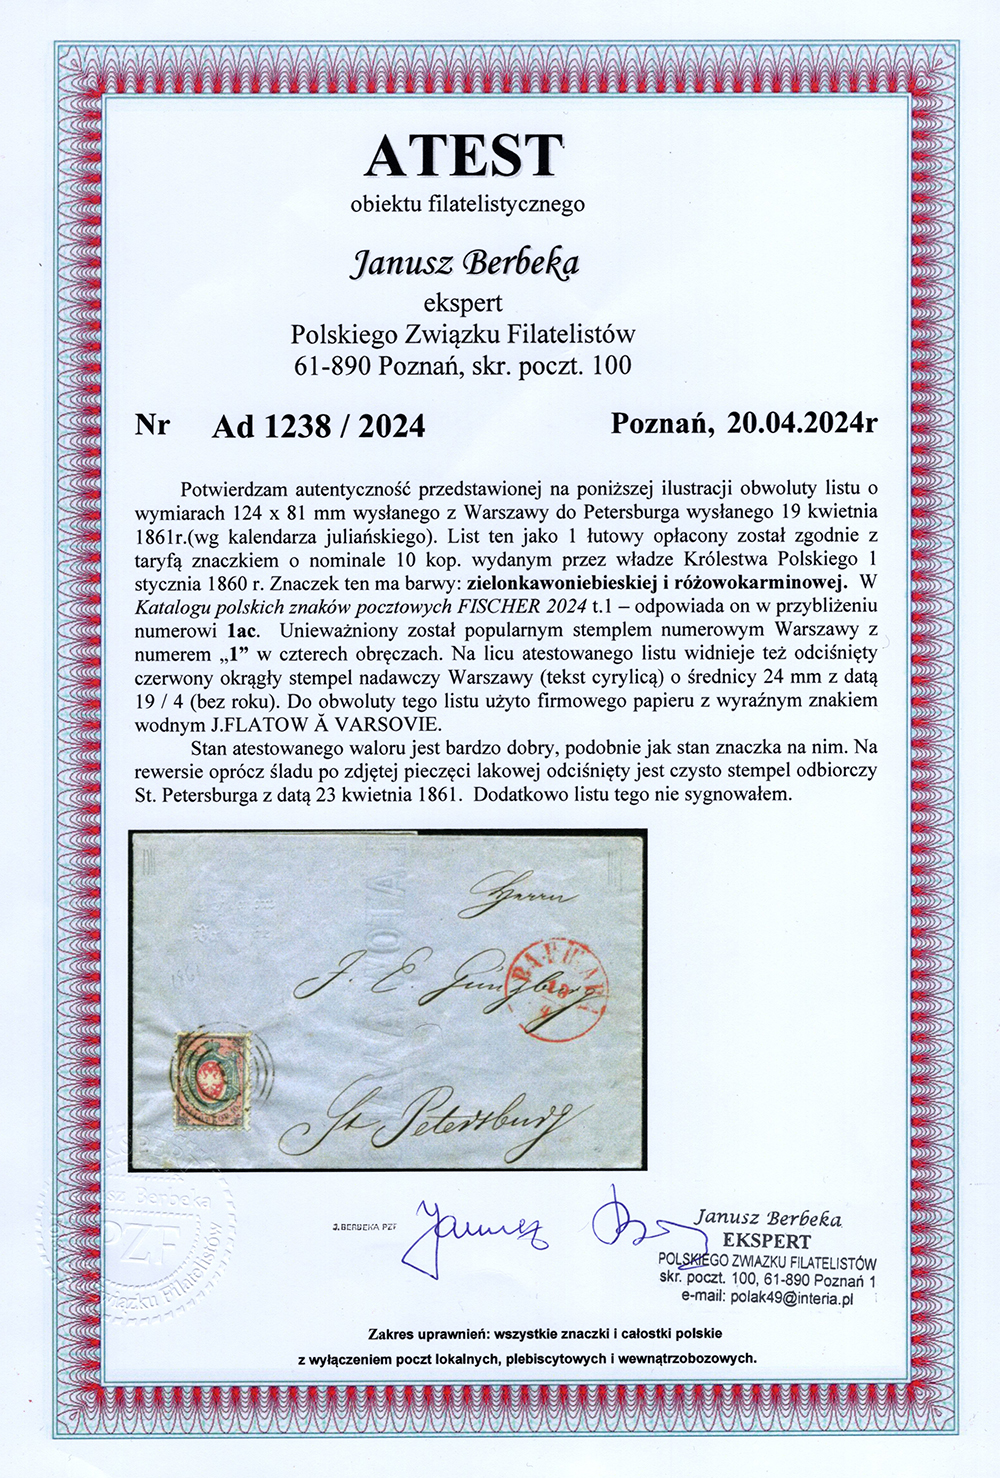 ATEST
obiektu filatelistycznego
Janusz Berbeka
ekspert
Polskiego Związku Filatelistów
61-890 Poznań, skr. poczt. 100
Nr Ad 1238 / 2024 Poznań, 20.04.2024r
Potwierdzam autentyczność przedstawionej na poniższej ilustracji obwoluty listu o
wymiarach 124 x 81 mm wysłanego z Warszawy do Petersburga wysłanego 19 kwietnia
1861r.(wg kalendarza juliańskiego). List ten jako 1 łutowy opłacony został zgodnie z
taryfą znaczkiem o nominale 10 kop. wydanym przez władze Królestwa Polskiego 1
stycznia 1860 r. Znaczek ten ma barwy: zielonkawoniebieskiej i różowokarminowej. W
Katalogu polskich znaków pocztowych FISCHER 2024 t.1 – odpowiada on w przybliżeniu
numerowi 1ac. Unieważniony został popularnym stemplem numerowym Warszawy z
numerem „1” w czterech obręczach. Na licu atestowanego listu widnieje też odciśnięty
czerwony okrągły stempel nadawczy Warszawy (tekst cyrylicą) o średnicy 24 mm z datą
19 / 4 (bez roku). Do obwoluty tego listu użyto firmowego papieru z wyraźnym znakiem
wodnym J.FLATOW Ă VARSOVIE.
Stan atestowanego waloru jest bardzo dobry, podobnie jak stan znaczka na nim. Na
rewersie oprócz śladu po zdjętej pieczęci lakowej odciśnięty jest czysto stempel odbiorczy
St. Petersburga z datą 23 kwietnia 1861. Dodatkowo listu tego nie sygnowałem.
Herrn
J. E. Günzburg
St Petersburg
J. BERBEKA PZF
Janusz
Janusz Berbeka
EKSPERT
POLSKIEGO ZWIAZKU FILATELISTÓW
skr. poczt. 100, 61-890 Poznań 1
e-mail: polak49@interia.pl
Janusz Berbeka
PZF
Związku Filatelistów
Zakres uprawnień: wszystkie znaczki i całostki polskie
z wyłączeniem poczt lokalnych, plebiscytowych i wewnątrzobozowych.